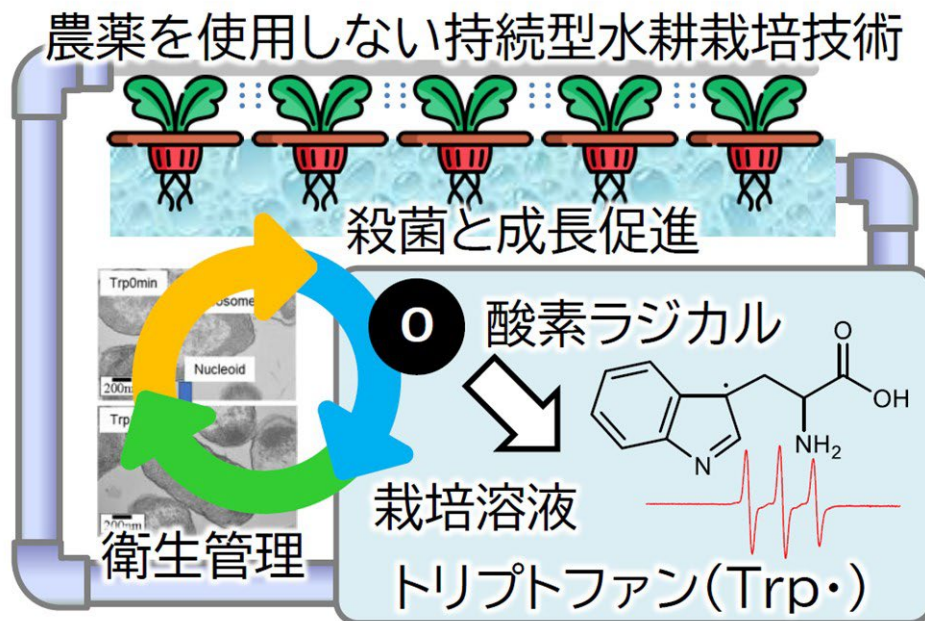 農薬を使用しない持続型水耕栽培技術
殺菌と成長促進
Trp0min
Nucleoid
200nm
200nm
衛生管理
O
酸素ラジカル
O
OH
NH2
N
栽培溶液
トリプトファン(Trp・)